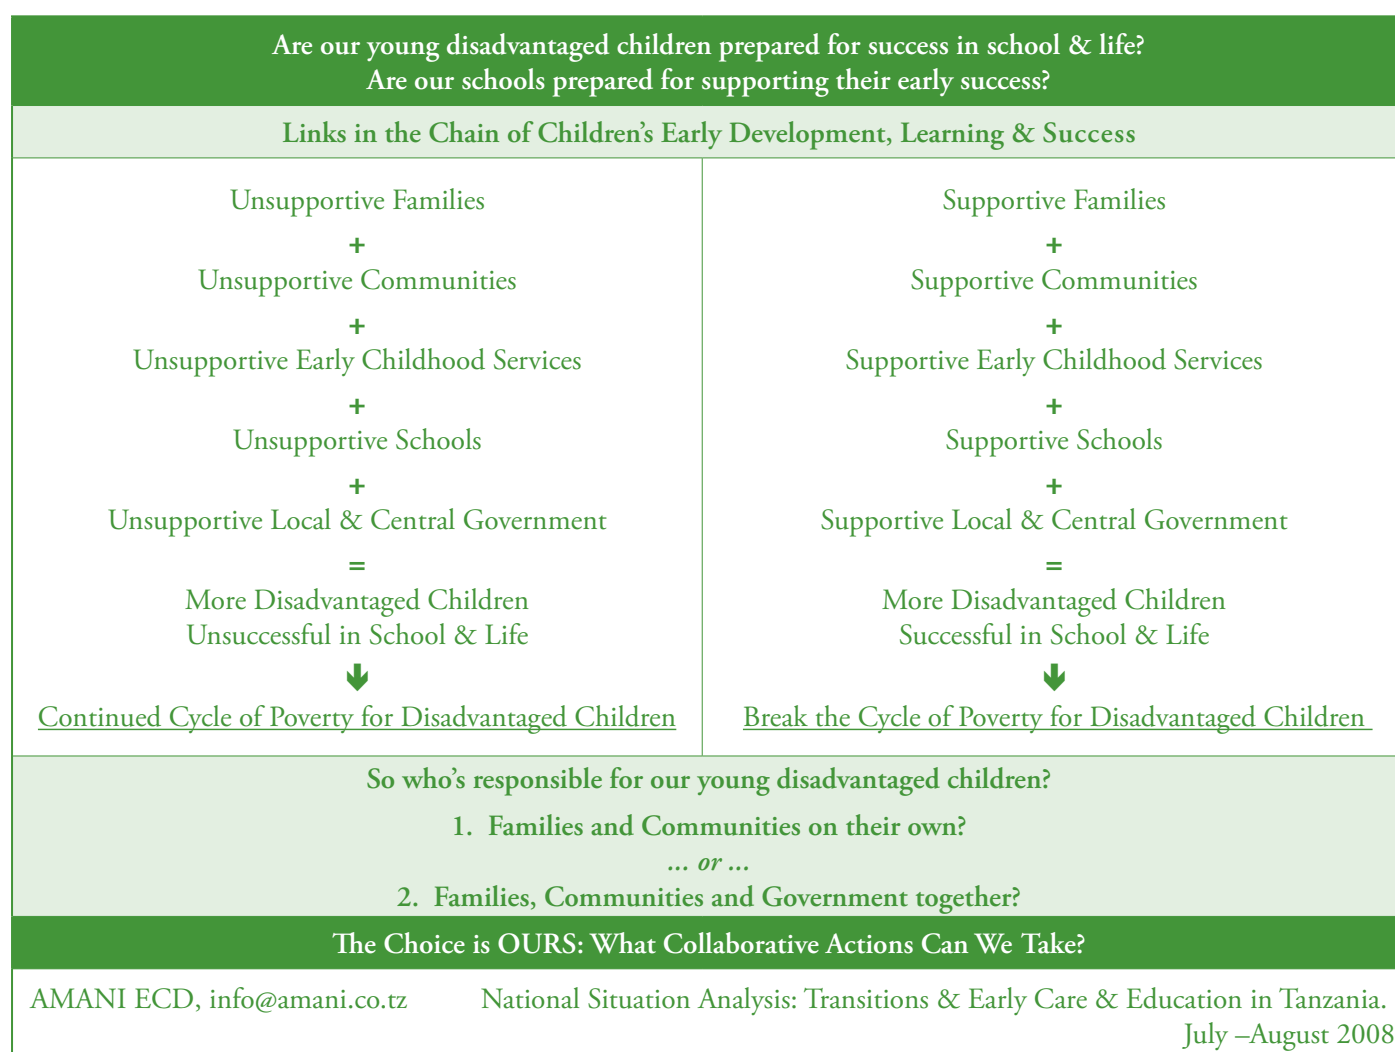 Are our young disadvantaged children prepared for success in school & life?
Are our schools prepared for supporting their early success?
Links in the Chain of Children’s Early Development, Learning & Success
Unsupportive Families
+
Unsupportive Communities
+
Unsupportive Early Childhood Services
+
Unsupportive Schools
+
Unsupportive Local & Central Government
=
More Disadvantaged Children
Unsuccessful in School & Life
Continued Cycle of Poverty for Disadvantaged Children
Supportive Families
+
Supportive Communities
+
Supportive Early Childhood Services
+
Supportive Schools
+
Supportive Local & Central Government
=
More Disadvantaged Children
Successful in School & Life
Break the Cycle of Poverty for Disadvantaged Children
So who’s responsible for our young disadvantaged children?
1. Families and Communities on their own?
... or ...
2. Families, Communities and Government together?
The Choice is OURS: What Collaborative Actions Can We Take?
AMANI ECD, info@amani.co.tz
National Situation Analysis: Transitions & Early Care & Education in Tanzania.
July –August 2008